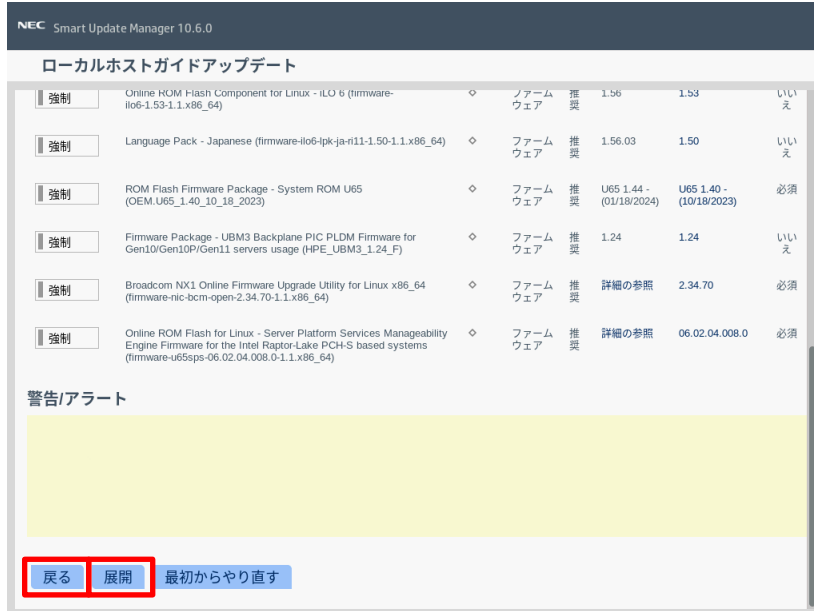 NEC Smart Update Manager 10.6.0
ローカルホストガイドアップデート
強制
Online ROM Flash Component for Linux - iLO 6 (firmware-
ilo6-1.53-1.1.x86_64)
ファーム
ウェア
推
奨
1.56
1.53
いい
え
強制
Language Pack - Japanese (firmware-ilo6-lpk-ja-ri11-1.50-1.1.x86_64)
ファーム
ウェア
推
奨
1.56.03
1.50
いい
え
強制
ROM Flash Firmware Package - System ROM U65
(OEM.U65_1.40_10_18_2023)
ファーム
ウェア
推
奨
U65 1.44 -
(01/18/2024)
U65 1.40 -
(10/18/2023)
必須
強制
Firmware Package - UBM3 Backplane PIC PLDM Firmware for
Gen10/Gen10P/Gen11 servers usage (HPE_UBM3_1.24_F)
ファーム
ウェア
推
奨
1.24
1.24
いい
え
強制
Broadcom NX1 Online Firmware Upgrade Utility for Linux x86_64
(firmware-nic-bcm-open-2.34.70-1.1.x86_64)
ファーム
ウェア
推
奨
詳細の参照
2.34.70
必須
強制
Online ROM Flash for Linux - Server Platform Services Manageability
Engine Firmware for the Intel Raptor-Lake PCH-S based systems
(firmware-u65sps-06.02.04.008.0-1.1.x86_64)
ファーム
ウェア
推
奨
詳細の参照
06.02.04.008.0
必須
警告/アラート
戻る
展開
最初からやり直す